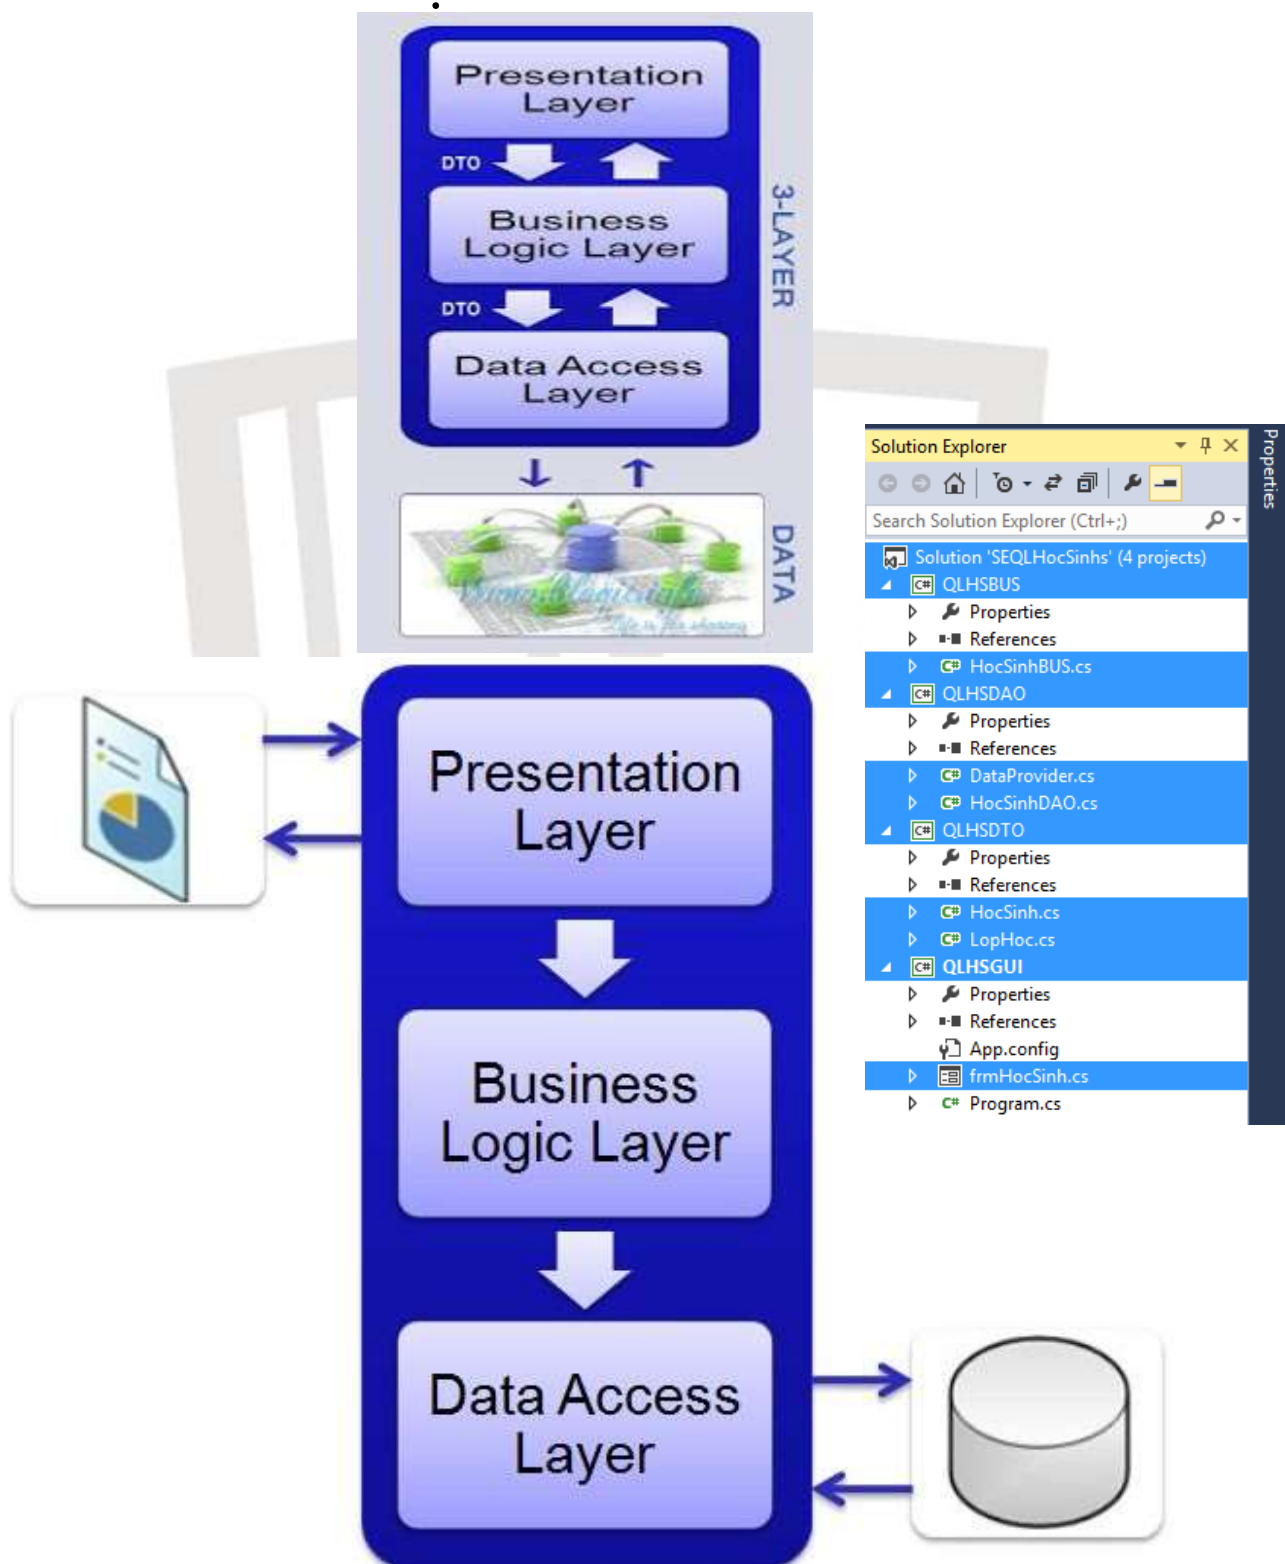 Presentation
Layer
DTO
Business
Logic Layer
DTO
Data Access
Layer
3-LAYER
DATA
Solution Explorer
Search Solution Explorer (Ctrl+;)
Solution 'SEQLHocSinhs' (4 projects)
C# QLHSBUS
Properties
References
C# HocSinhBUS.cs
C# QLHSDAO
Properties
References
C# DataProvider.cs
C# HocSinhDAO.cs
C# QLHSDTO
Properties
References
C# HocSinh.cs
C# LopHoc.cs
C# QLHSGUI
Properties
References
App.config
frmHocSinh.cs
C# Program.cs
Properties
Presentation
Layer
Business
Logic Layer
Data Access
Layer